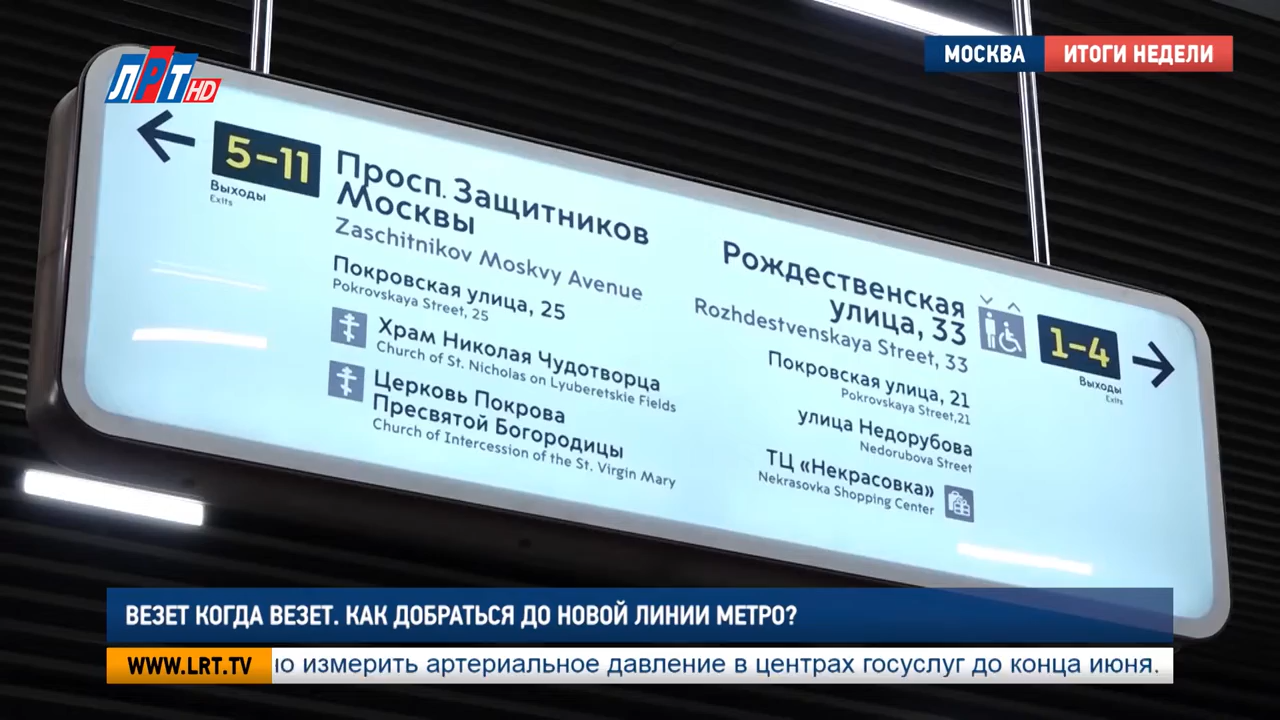 ЛРТ HD
МОСКВА ИТОГИ НЕДЕЛИ
5-11
Выходы
Exits
Просп. Защитников
Москвы
Zaschitnikov Moskvy Avenue
Покровская улица, 25
Pokrovskaya Street, 25
Храм Николая Чудотворца
Church of St. Nicholas on Lyuberetskie Fields
Церковь Покрова
Пресвятой Богородицы
Church of Intercession of the St. Virgin Mary
Рождественская
улица, 33
Rozhdestvenskaya Street, 33
1-4
Выходы
Exits
Покровская улица, 21
Pokrovskaya Street,21
улица Недорубова
Nedorubova Street
ТЦ «Некрасовка»
Nekrasovka Shopping Center
ВЕЗЕТ КОГДА ВЕЗЕТ. КАК ДОБРАТЬСЯ ДО НОВОЙ ЛИНИИ МЕТРО?
WWW.LRT.TV измерить артериальное давление в центрах госуслуг до конца июня.